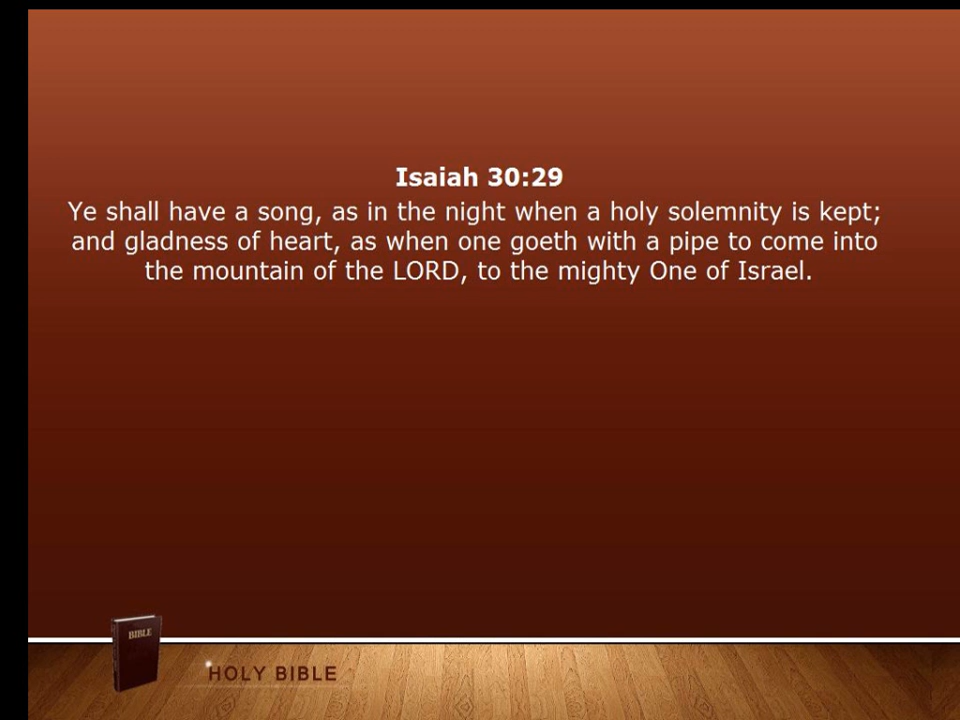 Isaiah 30:29
Ye shall have a song, as in the night when a holy solemnity is kept;
and gladness of heart, as when one goeth with a pipe to come into
the mountain of the LORD, to the mighty One of Israel.
BIBLE
HOLY BIBLE